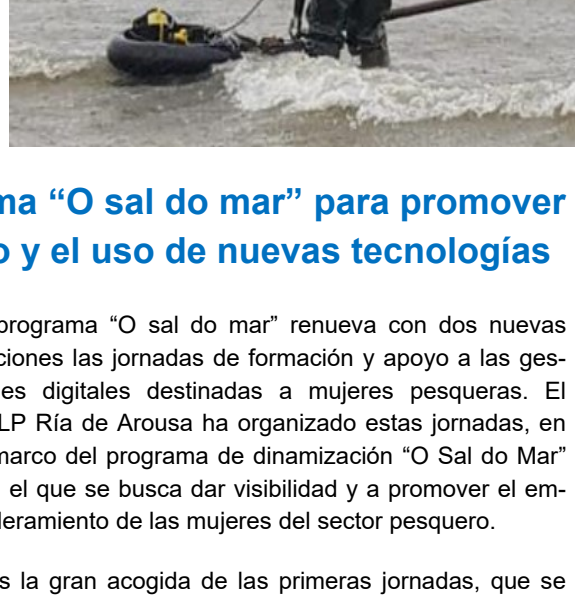 ma “O sal do mar” para promover
o y el uso de nuevas tecnologías
programa “O sal do mar” renueva con dos nuevas
ciones las jornadas de formación y apoyo a las ges-
es digitales destinadas a mujeres pesqueras. El
LP Ría de Arousa ha organizado estas jornadas, en
marco del programa de dinamización “O Sal do Mar”
el que se busca dar visibilidad y a promover el em-
deramiento de las mujeres del sector pesquero.
s la gran acogida de las primeras jornadas, que se